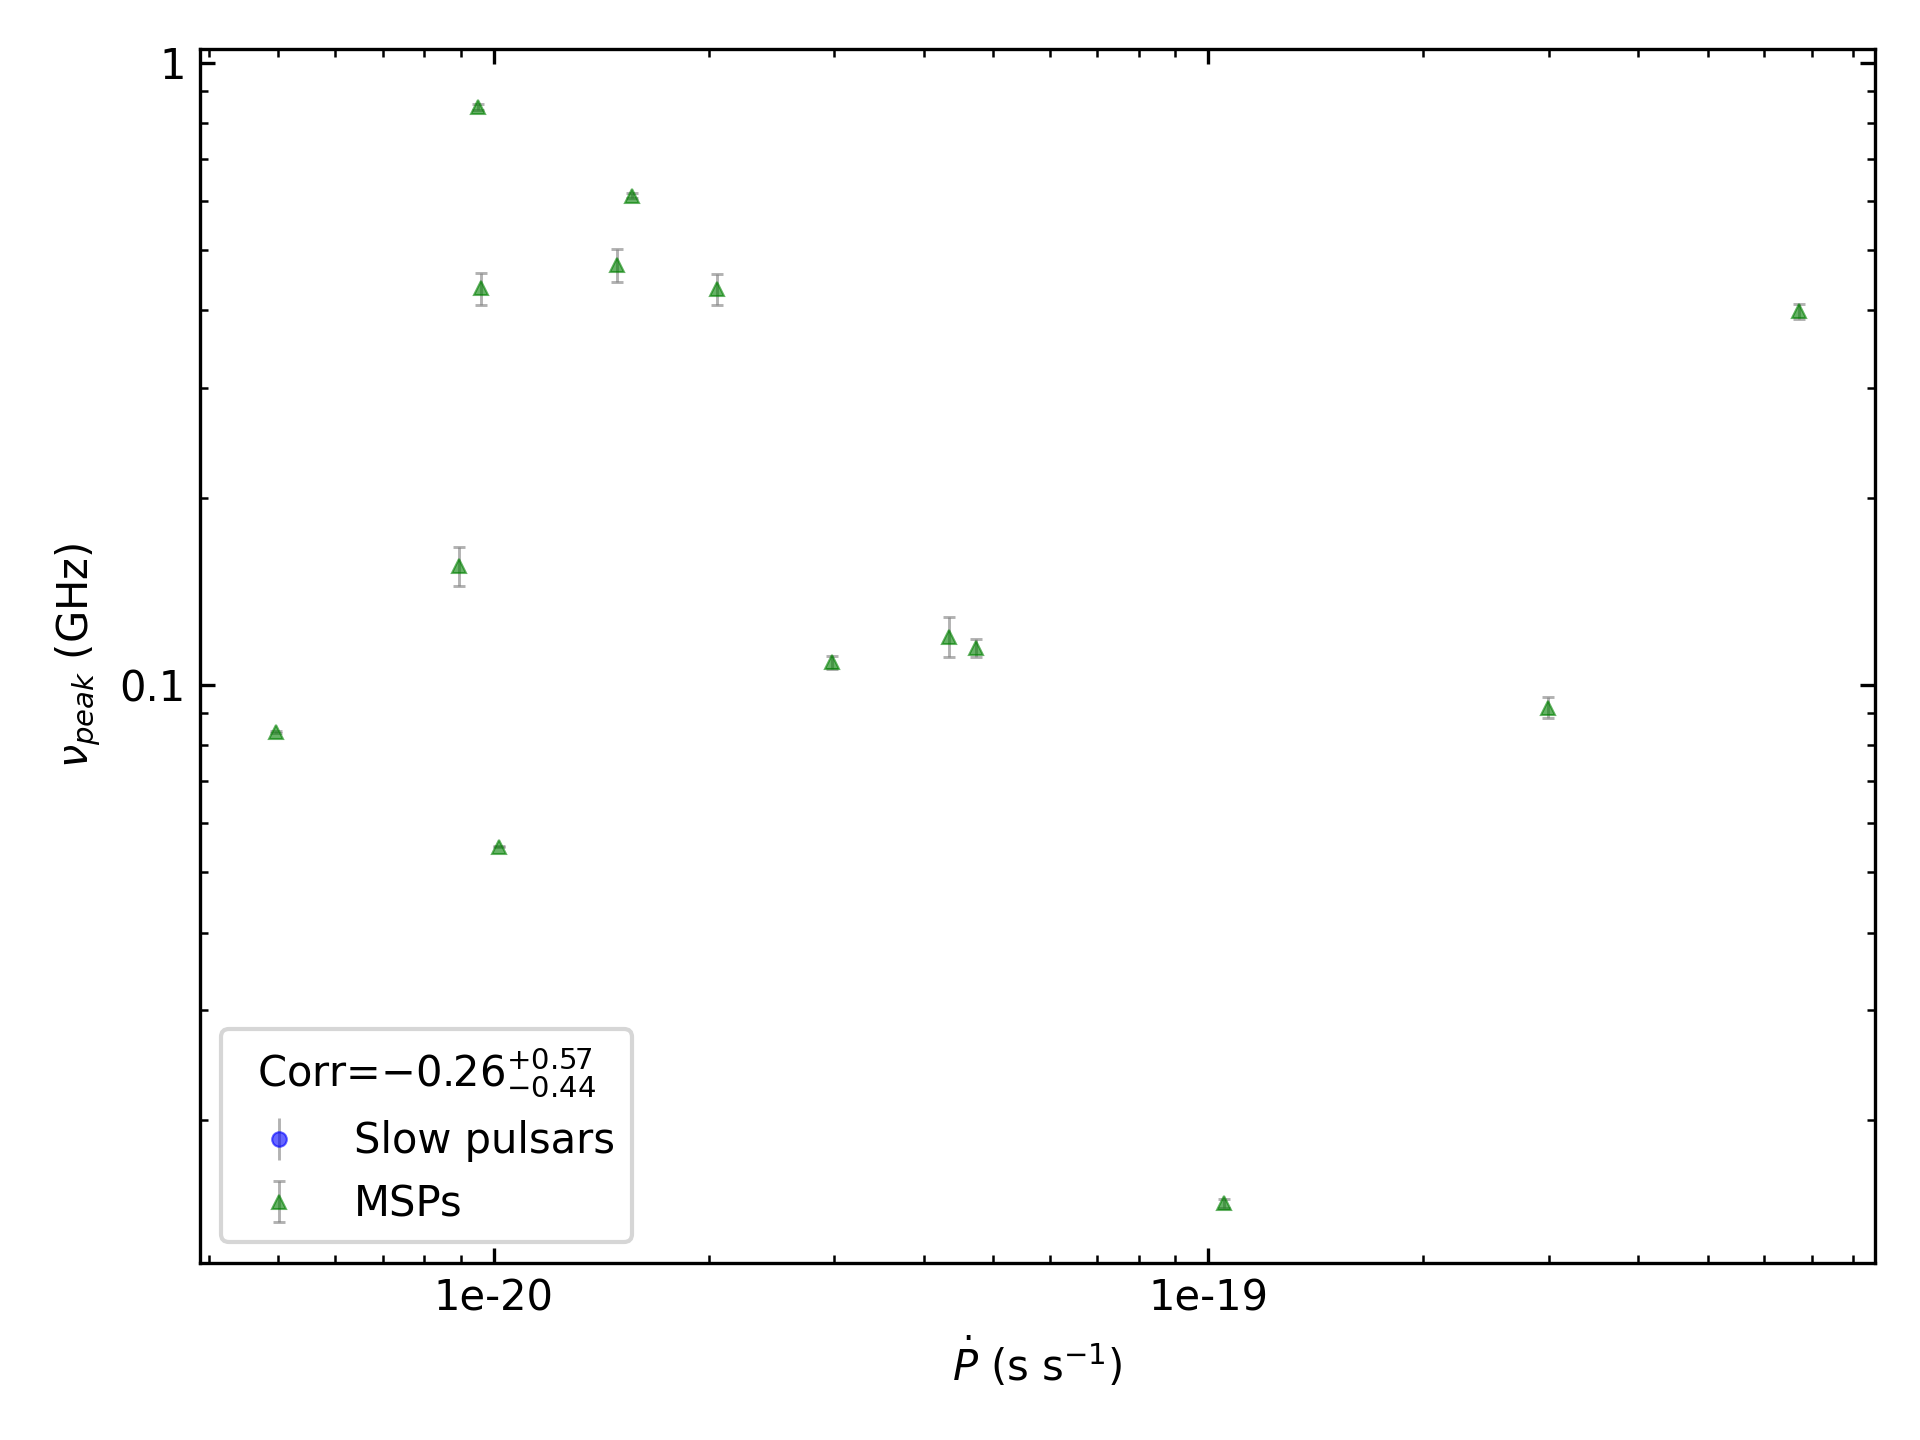 1
0.1
ν_peak (GHz)
Corr=−0.26^{+0.57}_{−0.44}
Slow pulsars
MSPs
1e-20 1e-19
Ṗ (s s⁻¹)